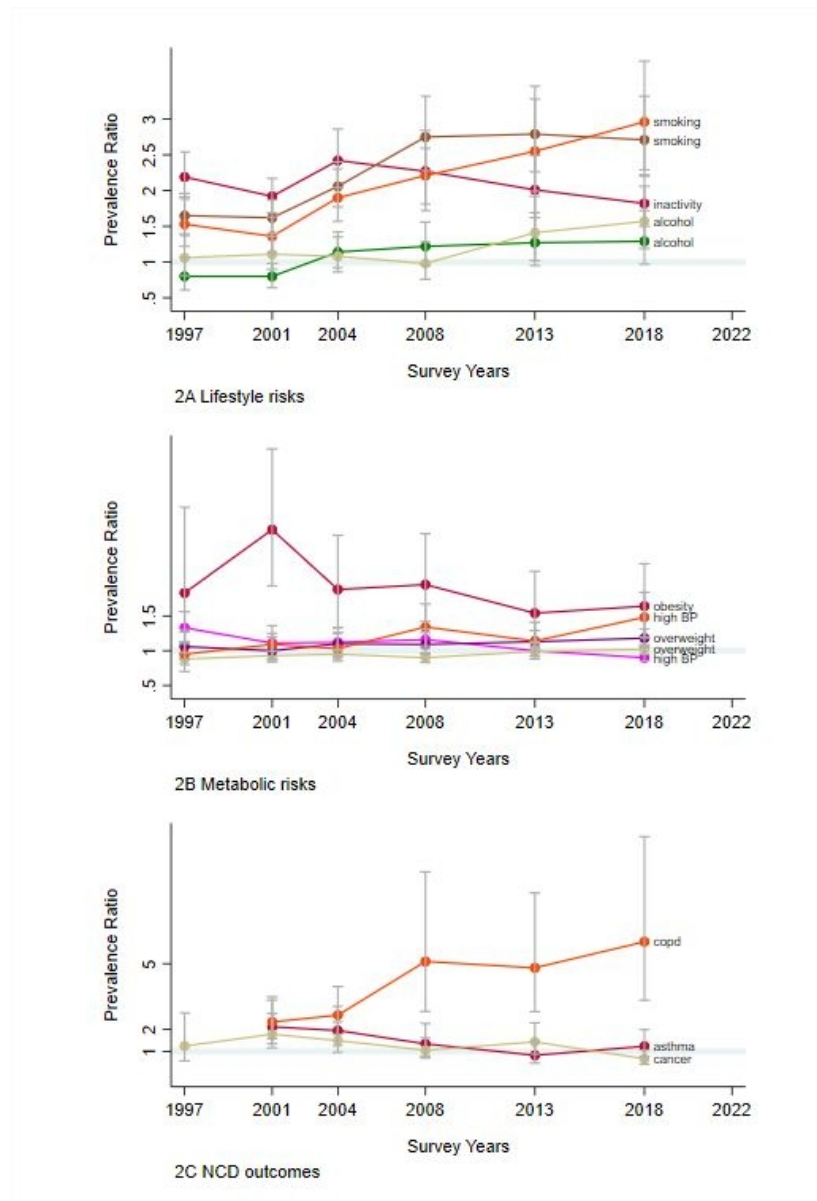 Prevalence Ratio
3
2.5
2
1.5
1
.5
smoking
smoking
inactivity
alcohol
alcohol
1997 2001 2004 2008 2013 2018 2022
Survey Years
2A Lifestyle risks
Prevalence Ratio
1.5
1
.5
obesity
high BP
overweight
overweight
high BP
1997 2001 2004 2008 2013 2018 2022
Survey Years
2B Metabolic risks
Prevalence Ratio
5
2
1
copd
asthma
cancer
1997 2001 2004 2008 2013 2018 2022
Survey Years
2C NCD outcomes